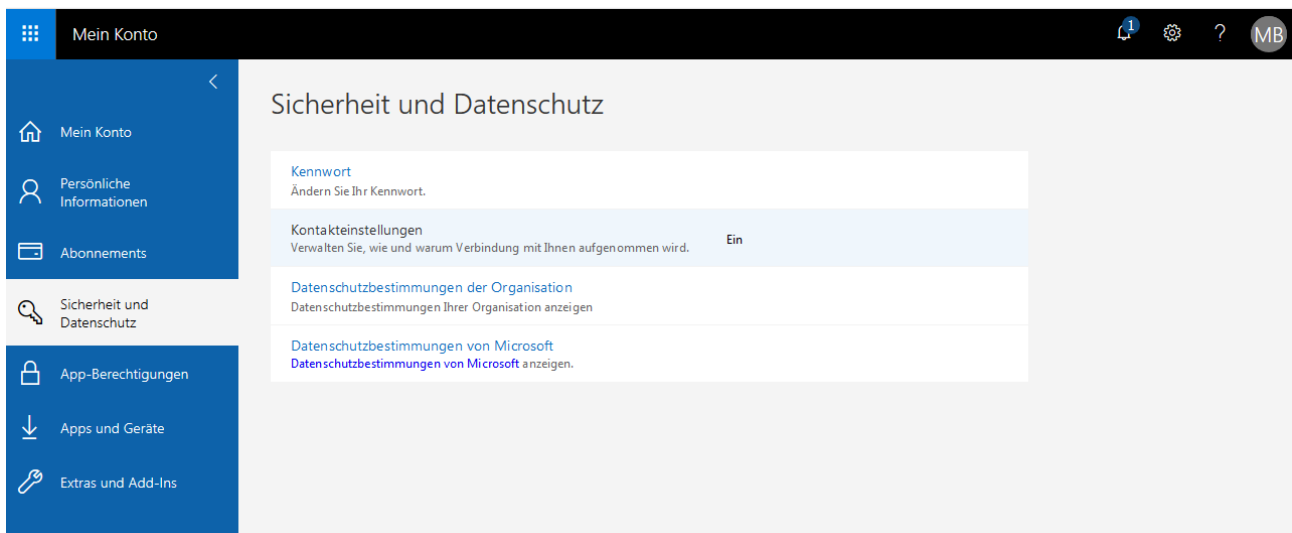 Mein Konto
1
?
MB
Mein Konto
Persönliche
Informationen
Abonnements
Sicherheit und
Datenschutz
App-Berechtigungen
Apps und Geräte
Extras und Add-Ins
Sicherheit und Datenschutz
Kennwort
Ändern Sie Ihr Kennwort.
Kontakteinstellungen
Verwalten Sie, wie und warum Verbindung mit Ihnen aufgenommen wird.
Ein
Datenschutzbestimmungen der Organisation
Datenschutzbestimmungen Ihrer Organisation anzeigen
Datenschutzbestimmungen von Microsoft
Datenschutzbestimmungen von Microsoft anzeigen.